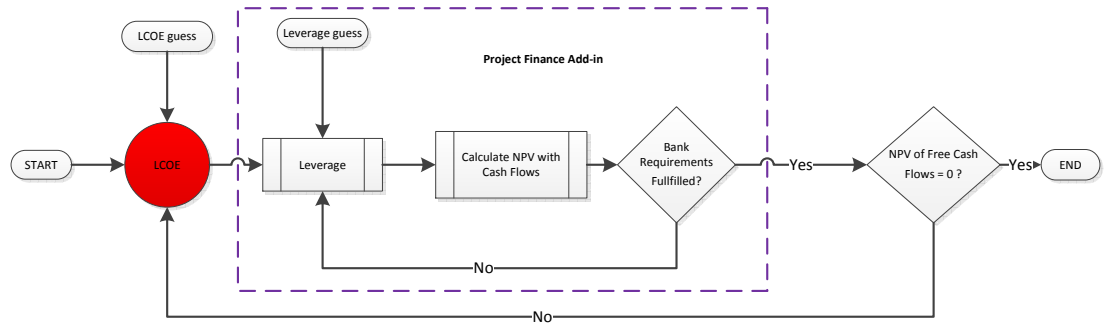 LCOE guess
Leverage guess
Project Finance Add-in
START
LCOE
Leverage
Calculate NPV with
Cash Flows
Bank
Requirements
Fullfilled?
Yes
NPV of Free Cash
Flows = 0 ?
Yes
END
No
No